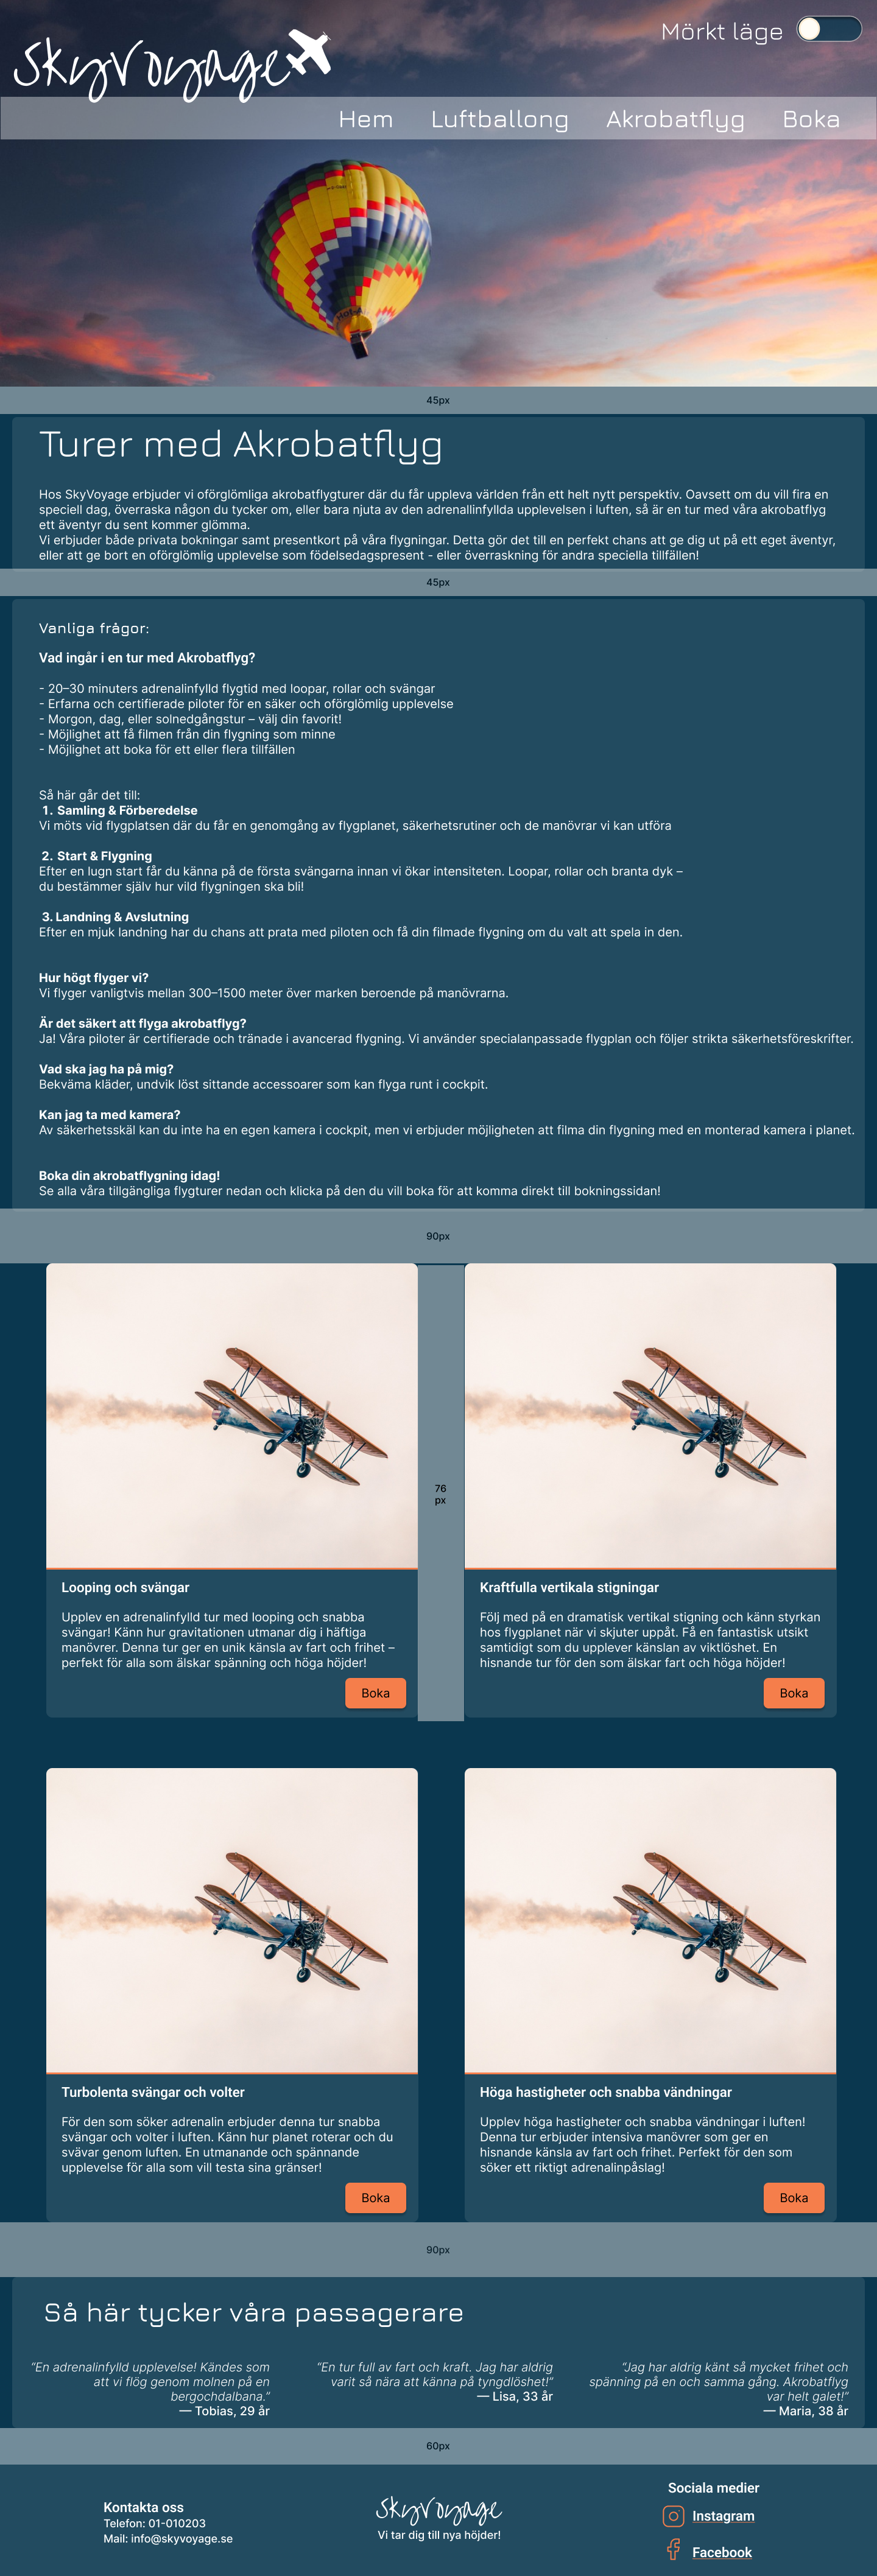 SkyVoyage
Mörkt läge
Hem Luftballong Akrobatflyg Boka
45px
Turer med Akrobatflyg
Hos SkyVoyage erbjuder vi oförglömliga akrobatflygturer där du får uppleva världen från ett helt nytt perspektiv. Oavsett om du vill fira en
speciell dag, överraska någon du tycker om, eller bara njuta av den adrenallinfyllda upplevelsen i luften, så är en tur med våra akrobatflyg
ett äventyr du sent kommer glömma.
Vi erbjuder både privata bokningar samt presentkort på våra flygningar. Detta gör det till en perfekt chans att ge dig ut på ett eget äventyr,
eller att ge bort en oförglömlig upplevelse som födelsedagspresent - eller överraskning för andra speciella tillfällen!
45px
Vanliga frågor:
Vad ingår i en tur med Akrobatflyg?
- 20–30 minuters adrenalinfylld flygtid med loopar, rollar och svängar
- Erfarna och certifierade piloter för en säker och oförglömlig upplevelse
- Morgon, dag, eller solnedgångstur – välj din favorit!
- Möjlighet att få filmen från din flygning som minne
- Möjlighet att boka för ett eller flera tillfällen
Så här går det till:
1. Samling & Förberedelse
Vi möts vid flygplatsen där du får en genomgång av flygplanet, säkerhetsrutiner och de manövrar vi kan utföra
2. Start & Flygning
Efter en lugn start får du känna på de första svängarna innan vi ökar intensiteten. Loopar, rollar och branta dyk –
du bestämmer själv hur vild flygningen ska bli!
3. Landning & Avslutning
Efter en mjuk landning har du chans att prata med piloten och få din filmade flygning om du valt att spela in den.
Hur högt flyger vi?
Vi flyger vanligtvis mellan 300–1500 meter över marken beroende på manövrarna.
Är det säkert att flyga akrobatflyg?
Ja! Våra piloter är certifierade och tränade i avancerad flygning. Vi använder specialanpassade flygplan och följer strikta säkerhetsföreskrifter.
Vad ska jag ha på mig?
Bekväma kläder, undvik löst sittande accessoarer som kan flyga runt i cockpit.
Kan jag ta med kamera?
Av säkerhetsskäl kan du inte ha en egen kamera i cockpit, men vi erbjuder möjligheten att filma din flygning med en monterad kamera i planet.
Boka din akrobatflygning idag!
Se alla våra tillgängliga flygturer nedan och klicka på den du vill boka för att komma direkt till bokningssidan!
90px
76
px
Looping och svängar
Upplev en adrenalinfylld tur med looping och snabba
svängar! Känn hur gravitationen utmanar dig i häftiga
manövrer. Denna tur ger en unik känsla av fart och frihet –
perfekt för alla som älskar spänning och höga höjder!
Boka
Kraftfulla vertikala stigningar
Följ med på en dramatisk vertikal stigning och känn styrkan
hos flygplanet när vi skjuter uppåt. Få en fantastisk utsikt
samtidigt som du upplever känslan av viktlöshet. En
hisnande tur för den som älskar fart och höga höjder!
Boka
Turbolenta svängar och volter
För den som söker adrenalin erbjuder denna tur snabba
svängar och volter i luften. Känn hur planet roterar och du
svävar genom luften. En utmanande och spännande
upplevelse för alla som vill testa sina gränser!
Boka
Höga hastigheter och snabba vändningar
Upplev höga hastigheter och snabba vändningar i luften!
Denna tur erbjuder intensiva manövrer som ger en
hisnande känsla av fart och frihet. Perfekt för den som
söker ett riktigt adrenalinpåslag!
Boka
90px
Så här tycker våra passagerare
“En adrenalinfylld upplevelse! Kändes som
att vi flög genom molnen på en
bergochdalbana.”
— Tobias, 29 år
“En tur full av fart och kraft. Jag har aldrig
varit så nära att känna på tyngdlöshet!”
— Lisa, 33 år
“Jag har aldrig känt så mycket frihet och
spänning på en och samma gång. Akrobatflyg
var helt galet!”
— Maria, 38 år
60px
Kontakta oss
Telefon: 01-010203
Mail: info@skyvoyage.se
SkyVoyage
Vi tar dig till nya höjder!
Sociala medier
Instagram
Facebook